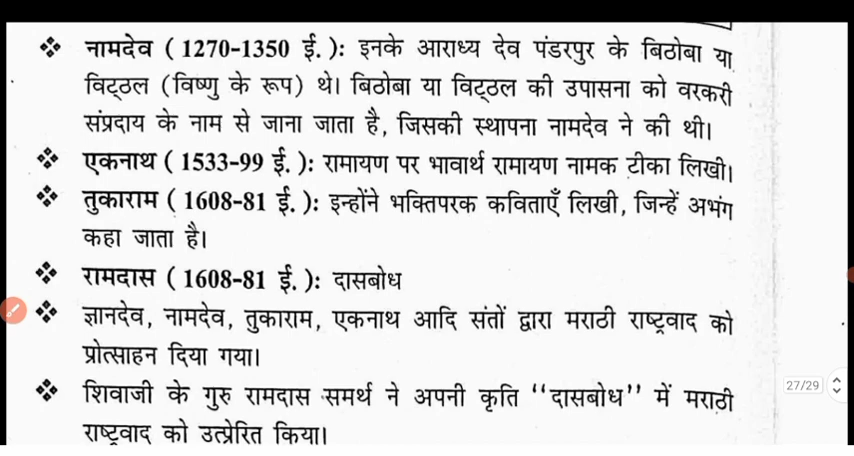 ❖ नामदेव ( 1270-1350 ई. ): इनके आराध्य देव पंडरपुर के बिठोबा या
विट्ठल (विष्णु के रूप) थे। बिठोबा या विट्ठल की उपासना को वरकरी
संप्रदाय के नाम से जाना जाता है, जिसकी स्थापना नामदेव ने की थी।
❖ एकनाथ ( 1533-99 ई. ): रामायण पर भावार्थ रामायण नामक टीका लिखी।
❖ तुकाराम ( 1608-81 ई. ): इन्होंने भक्तिपरक कविताएँ लिखी, जिन्हें अभंग
कहा जाता है।
❖ रामदास ( 1608-81 ई. ): दासबोध
❖ ज्ञानदेव, नामदेव, तुकाराम, एकनाथ आदि संतों द्वारा मराठी राष्ट्रवाद को
प्रोत्साहन दिया गया।
❖ शिवाजी के गुरु रामदास समर्थ ने अपनी कृति ‘‘दासबोध’’ में मराठी
राष्ट्रवाद को उत्प्रेरित किया।
27/29